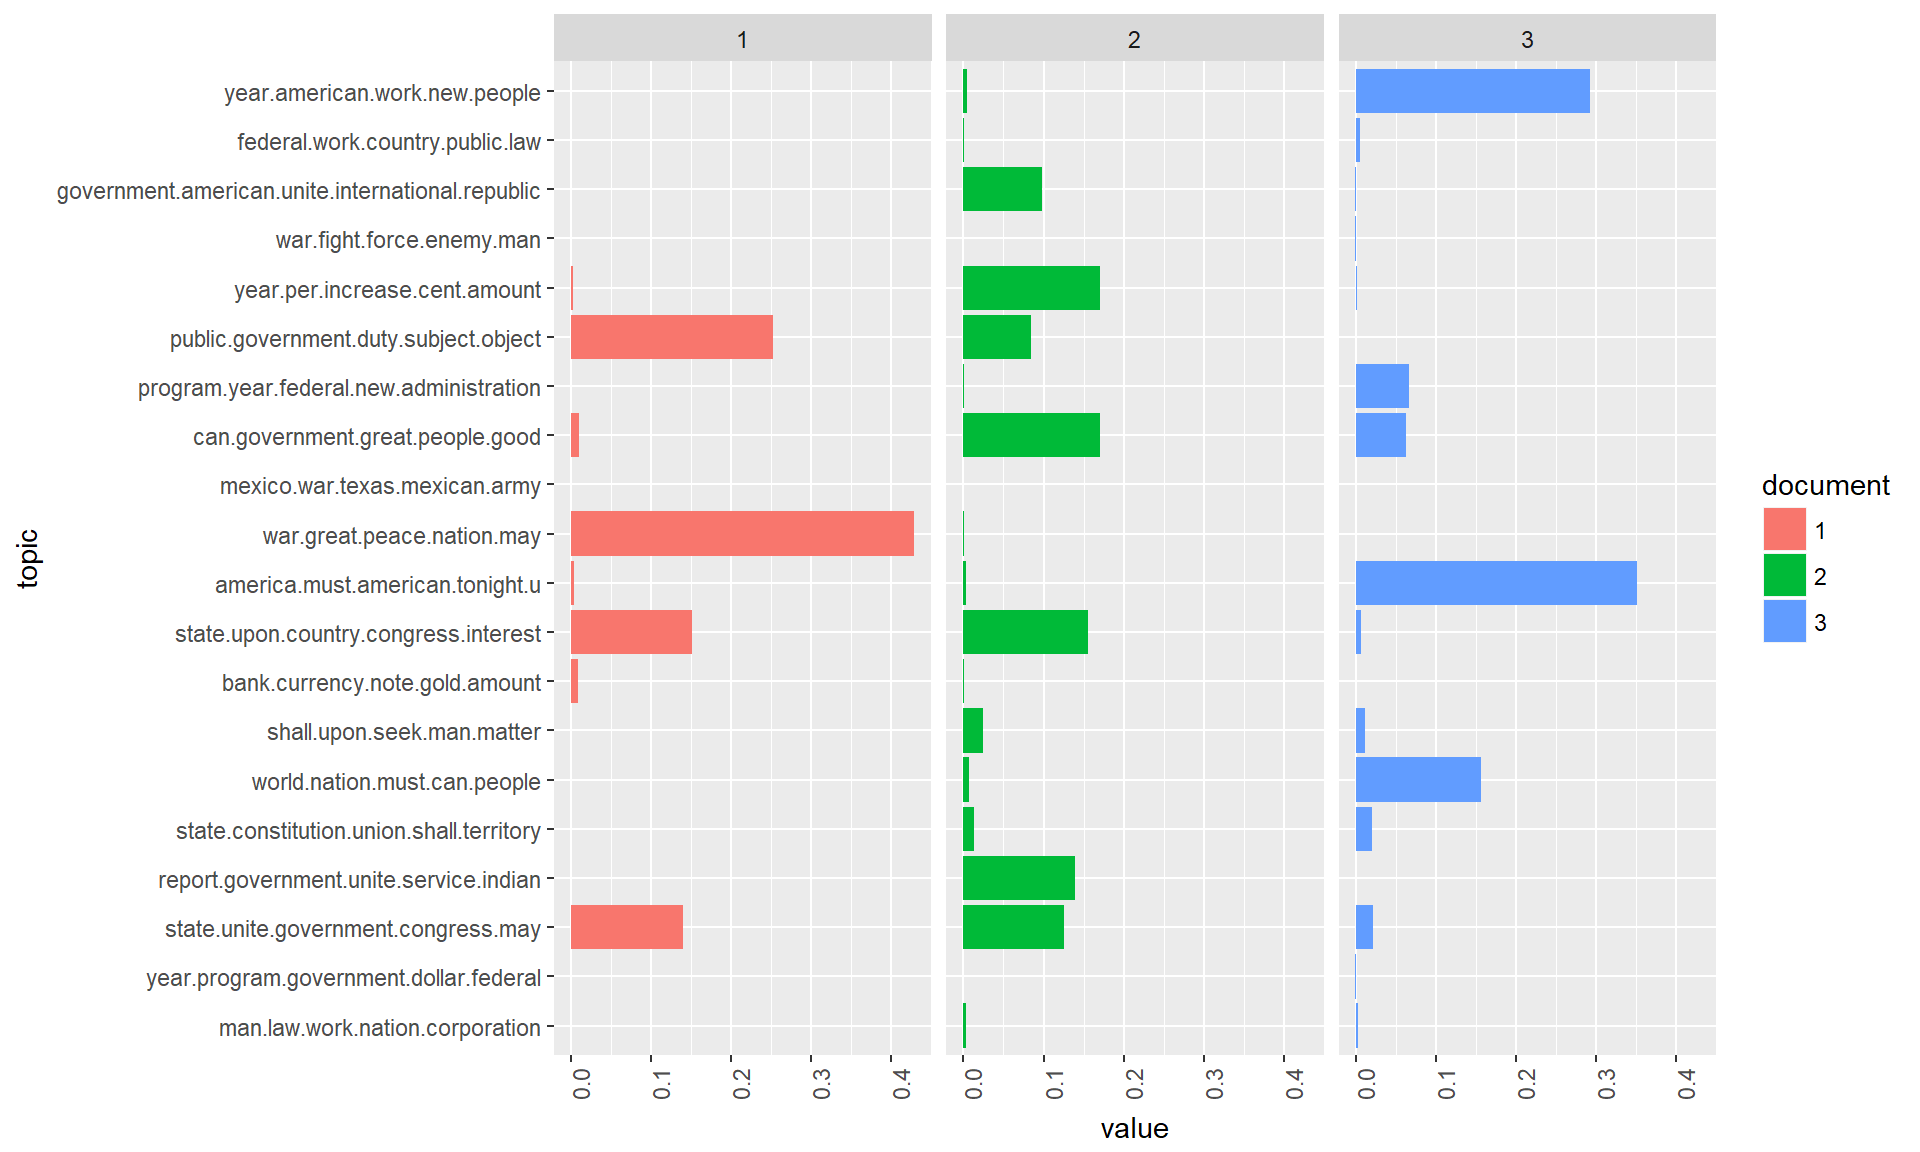 1 2 3
year.american.work.new.people
federal.work.country.public.law
government.american.unite.international.republic
war.fight.force.enemy.man
year.per.increase.cent.amount
public.government.duty.subject.object
program.year.federal.new.administration
can.government.great.people.good
mexico.war.texas.mexican.army
war.great.peace.nation.may
america.must.american.tonight.u
state.upon.country.congress.interest
bank.currency.note.gold.amount
shall.upon.seek.man.matter
world.nation.must.can.people
state.constitution.union.shall.territory
report.government.unite.service.indian
state.unite.government.congress.may
year.program.government.dollar.federal
man.law.work.nation.corporation
topic
0.0 0.1 0.2 0.3 0.4 0.0 0.1 0.2 0.3 0.4 0.0 0.1 0.2 0.3 0.4
value
document
1
2
3